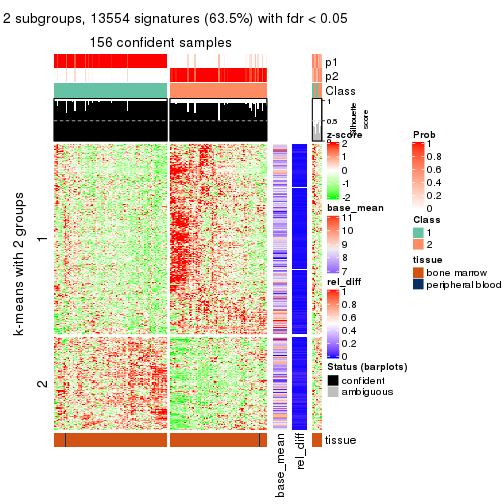 2 subgroups, 13554 signatures (63.5%) with fdr < 0.05
156 confident samples
p1
p2
Class
1
0.5
0
Silhouette
score
k-means with 2 groups
1
2
base_mean
rel_diff
tissue
z-score
2
1
0
-1
-2
base_mean
11
10
9
8
7
rel_diff
1
0.8
0.6
0.4
0.2
0
Status (barplots)
confident
ambiguous
Prob
1
0.8
0.6
0.4
0.2
0
Class
1
2
tissue
bone marrow
peripheral blood